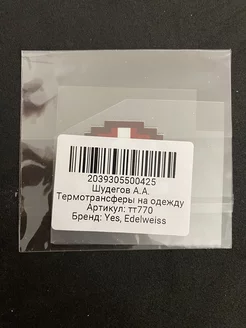 2039305500425
Шудегов А.А.
Термотрансферы на одежду
Артикул: тт770
Бренд: Yes, Edelweiss